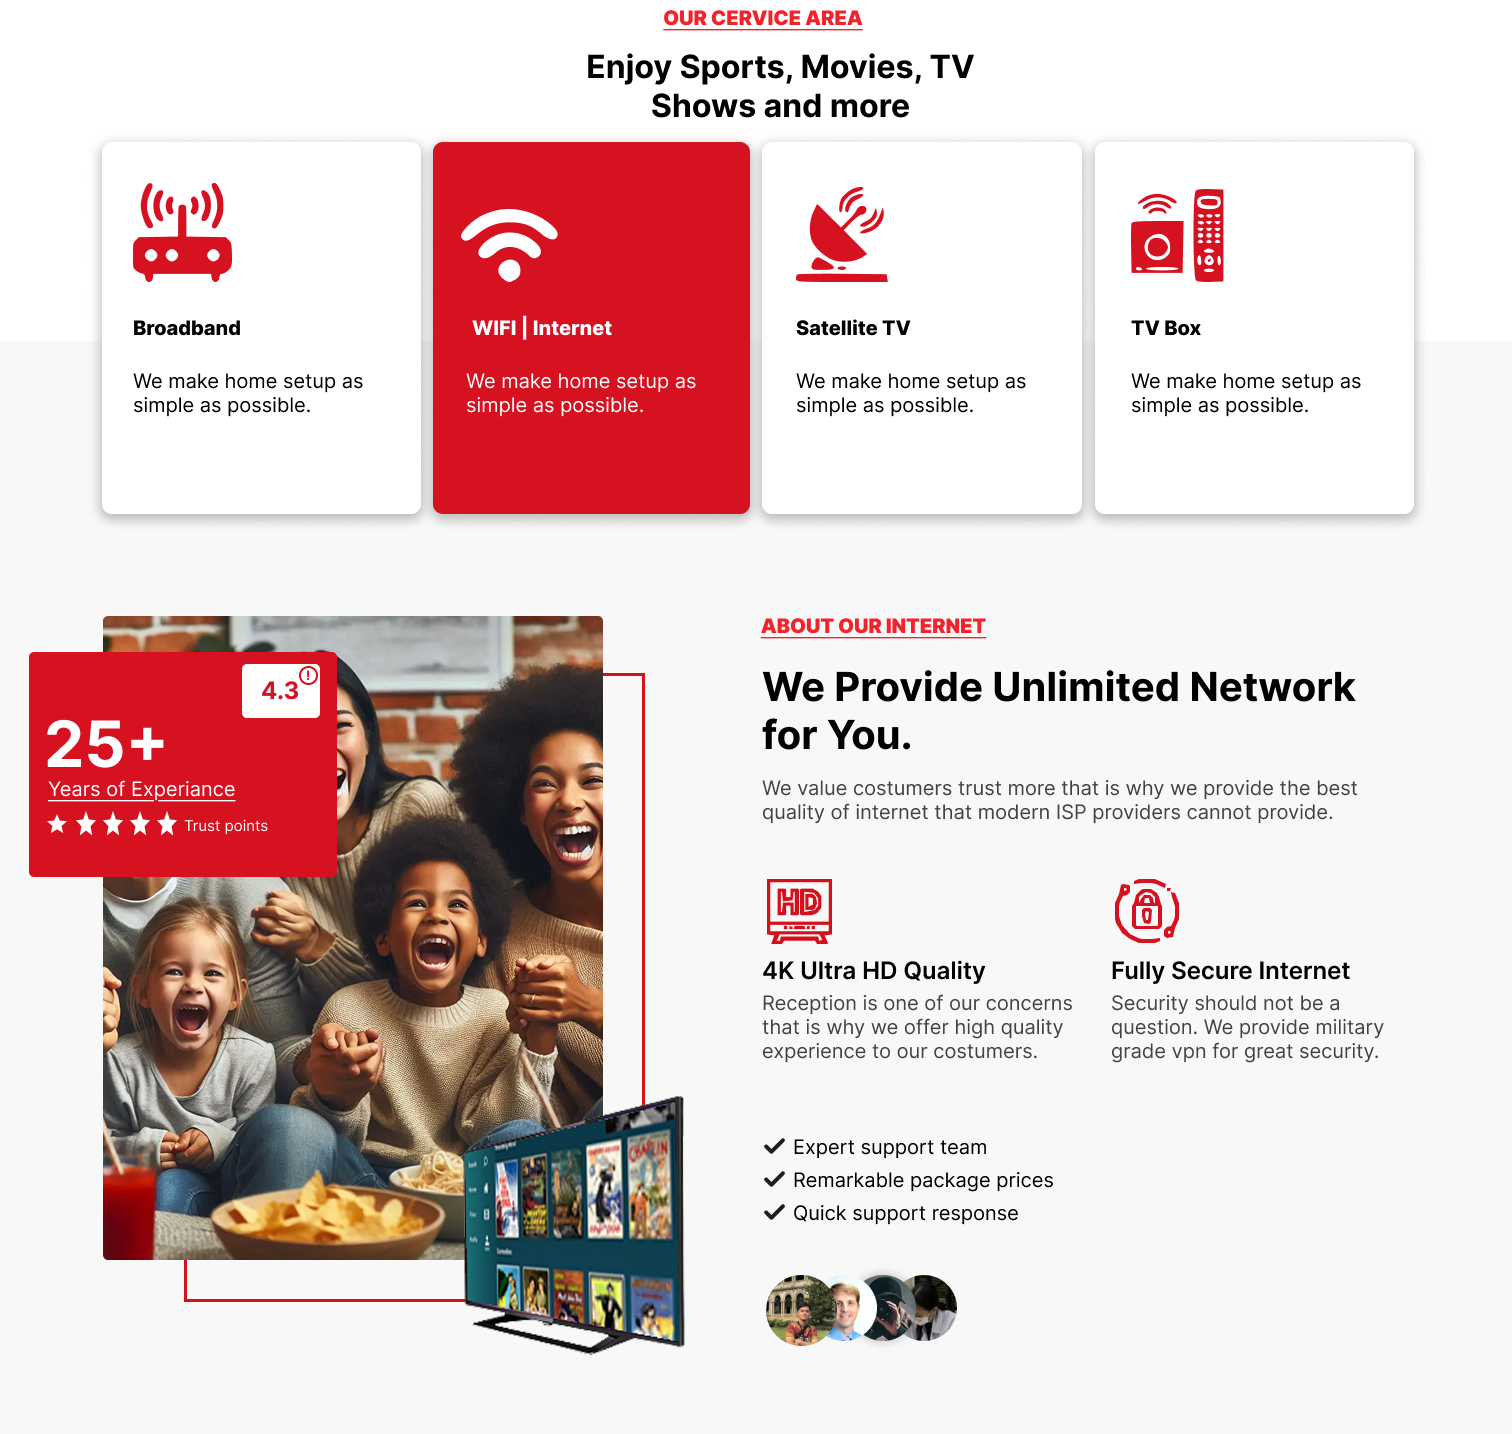 OUR CERVICE AREA
Enjoy Sports, Movies, TV
Shows and more
Broadband
We make home setup as
simple as possible.
WIFI | Internet
We make home setup as
simple as possible.
Satellite TV
We make home setup as
simple as possible.
TV Box
We make home setup as
simple as possible.
4.3
25+
Years of Experiance
Trust points
ABOUT OUR INTERNET
We Provide Unlimited Network
for You.
We value costumers trust more that is why we provide the best
quality of internet that modern ISP providers cannot provide.
HD
4K Ultra HD Quality
Reception is one of our concerns
that is why we offer high quality
experience to our costumers.
Fully Secure Internet
Security should not be a
question. We provide military
grade vpn for great security.
Expert support team
Remarkable package prices
Quick support response
CHAPLIN